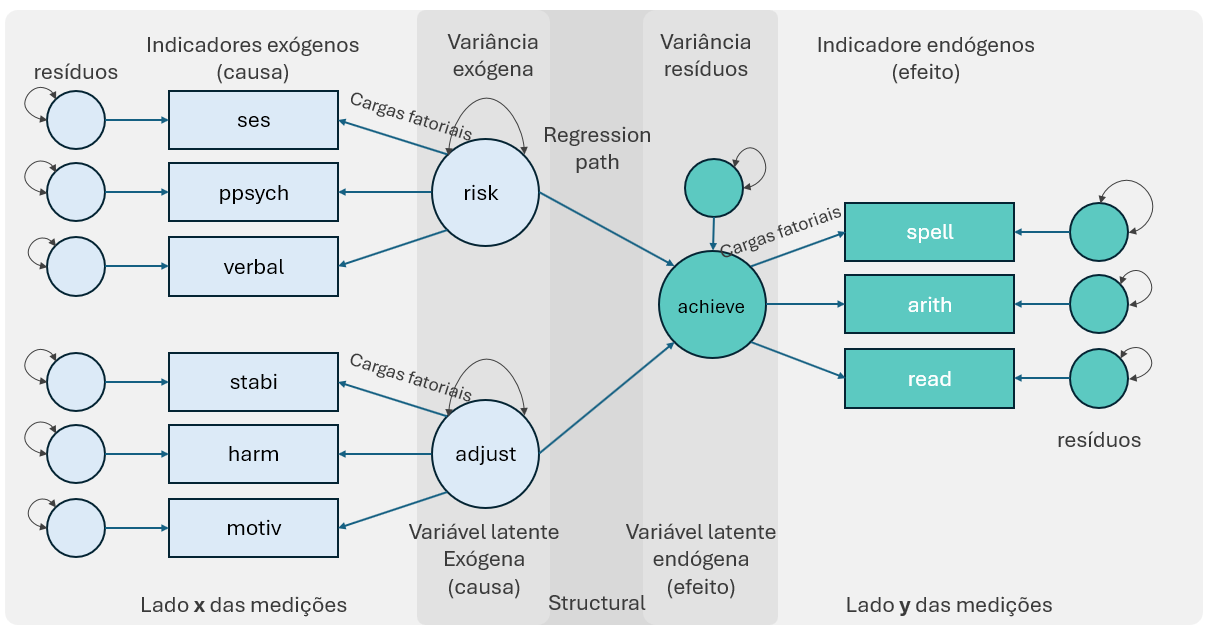 Indicadores exógenos
(causa)
Variância
exógena
Variância
resíduos
Indicadore endógenos
(efeito)
resíduos
ses
ppsych
verbal
Cargas fatoriais
risk
Regression
path
stabi
harm
motiv
Cargas fatoriais
adjust
achieve
Cargas fatoriais
spell
arith
read
resíduos
Variável latente
Exógena
(causa)
Variável latente
endógena
(efeito)
Lado x das medições
Structural
Lado y das medições